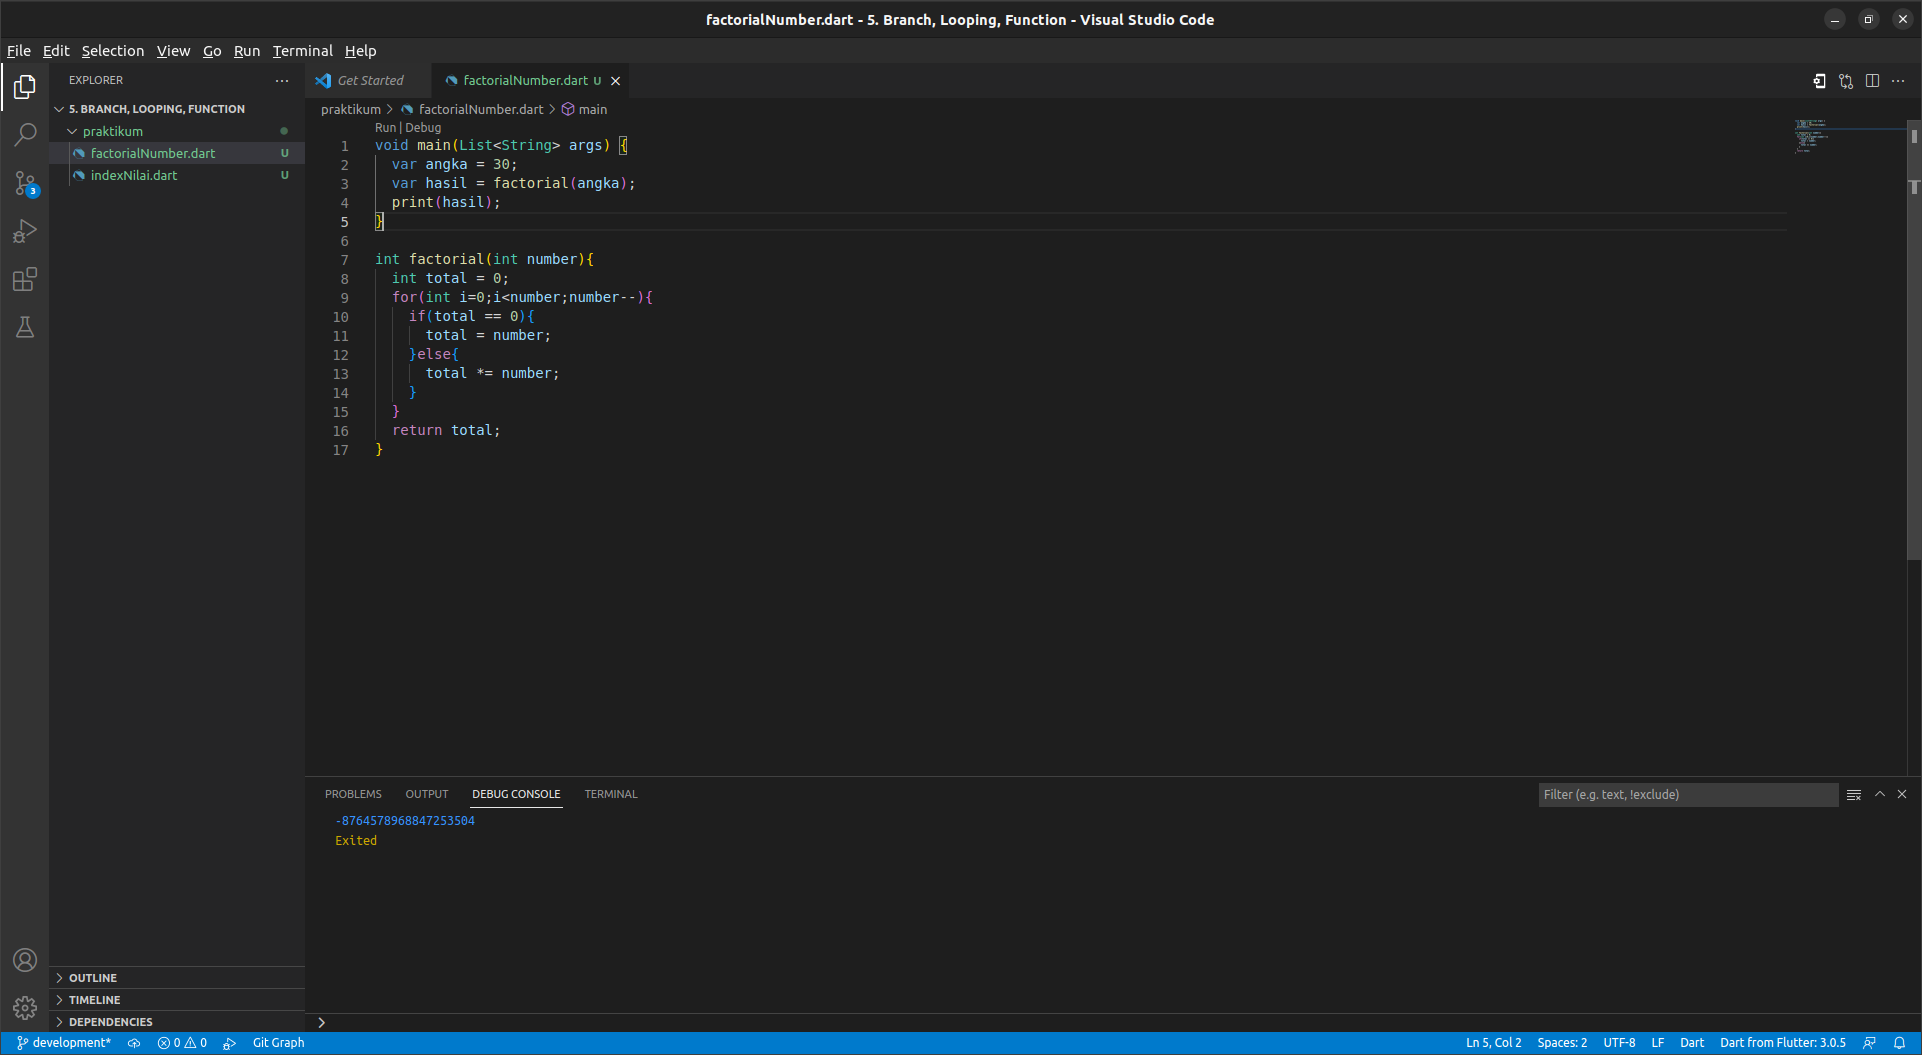 factorialNumber.dart - 5. Branch, Looping, Function - Visual Studio Code
File Edit Selection View Go Run Terminal Help
EXPLORER
Get Started
factorialNumber.dart U
5. BRANCH, LOOPING, FUNCTION
praktikum
factorialNumber.dart U
indexNilai.dart U
3
praktikum > factorialNumber.dart > main
Run | Debug
1 void main(List<String> args) {
2 var angka = 30;
3 var hasil = factorial(angka);
4 print(hasil);
5 }
6
7 int factorial(int number){
8 int total = 0;
9 for(int i=0;i<number;number--){
10 if(total == 0){
11 total = number;
12 }else{
13 total *= number;
14 }
15 }
16 return total;
17 }
PROBLEMS OUTPUT DEBUG CONSOLE TERMINAL
Filter (e.g. text, !exclude)
-8764578968847253504
Exited
OUTLINE
TIMELINE
DEPENDENCIES
development* 0 0 Git Graph
Ln 5, Col 2 Spaces: 2 UTF-8 LF Dart Dart from Flutter: 3.0.5